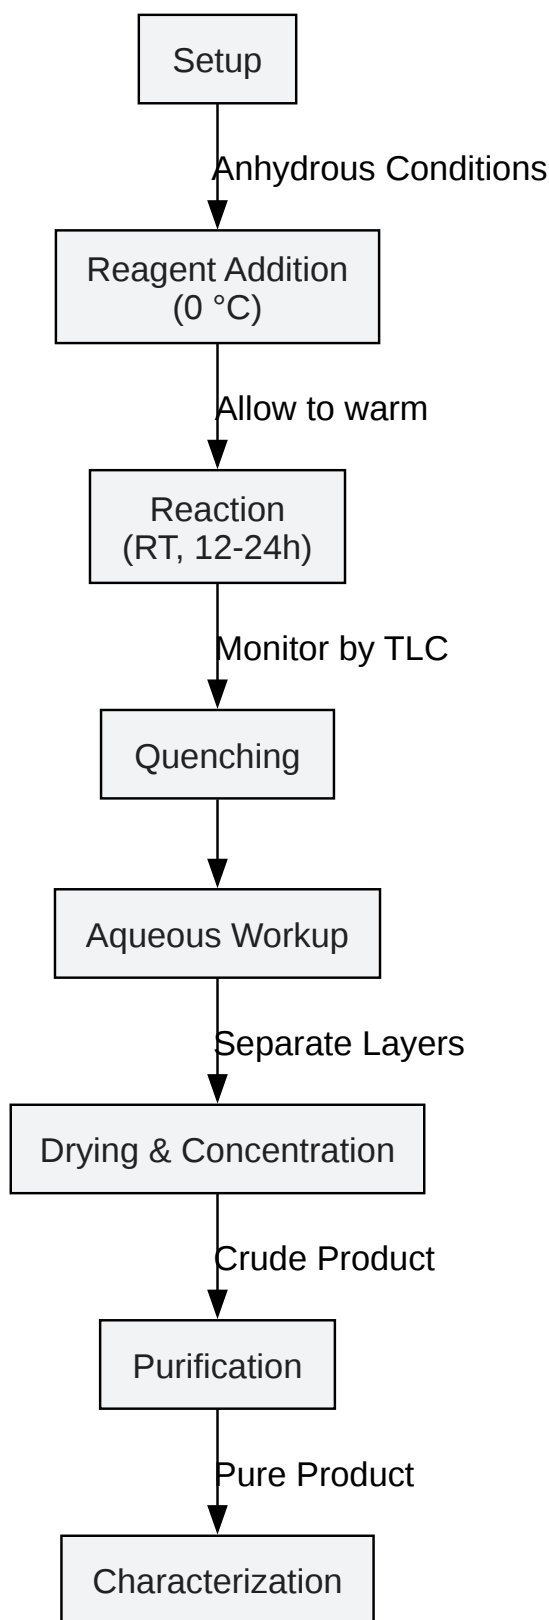 Setup
Anhydrous Conditions
Reagent Addition
(0 °C)
Allow to warm
Reaction
(RT, 12-24h)
Monitor by TLC
Quenching
Aqueous Workup
Separate Layers
Drying & Concentration
Crude Product
Purification
Pure Product
Characterization